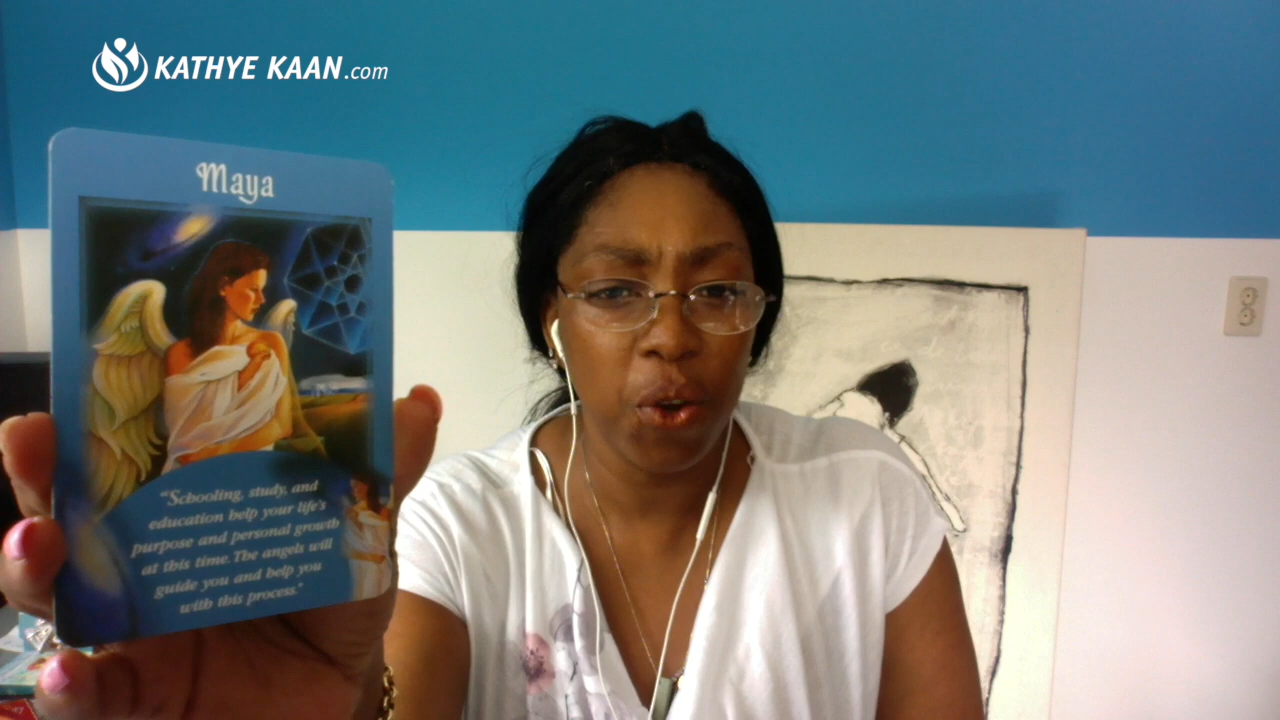 KATHYE KAAN.com
Maya
"Schooling, study, and
education help your life's
purpose and personal growth
at this time. The angels will
guide you and help you
with this process."